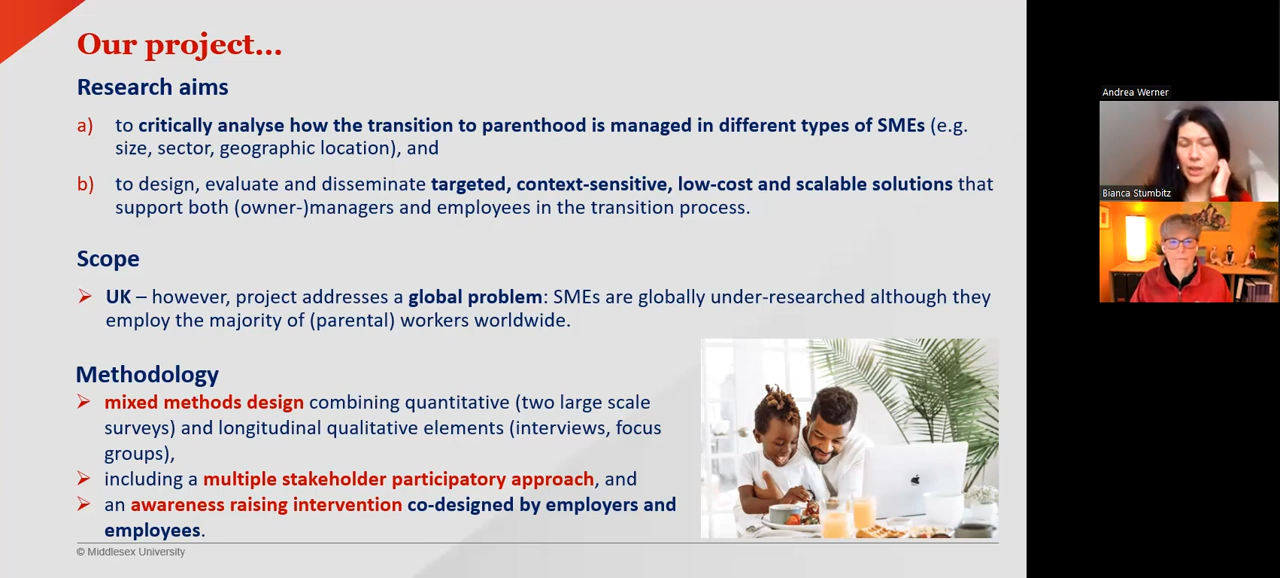 Our project...
Research aims
a) to critically analyse how the transition to parenthood is managed in different types of SMEs (e.g.
size, sector, geographic location), and
b) to design, evaluate and disseminate targeted, context-sensitive, low-cost and scalable solutions that
support both (owner-)managers and employees in the transition process.
Scope
➢ UK – however, project addresses a global problem: SMEs are globally under-researched although they
employ the majority of (parental) workers worldwide.
Methodology
➢ mixed methods design combining quantitative (two large scale
surveys) and longitudinal qualitative elements (interviews, focus
groups),
➢ including a multiple stakeholder participatory approach, and
➢ an awareness raising intervention co-designed by employers and
employees.
© Middlesex University
Andrea Werner
Bianca Stumbitz